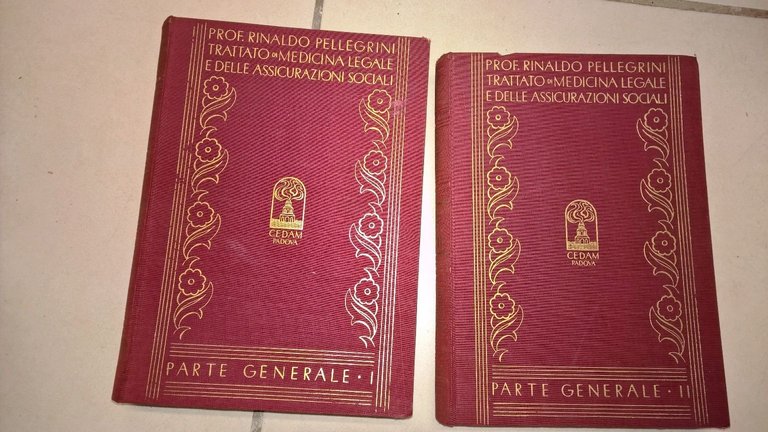 PROF. RINALDO PELLEGRINI
TRATTATO DI MEDICINA LEGALE
E DELLE ASSICURAZIONI SOCIALI
CEDAM
PADOVA
PARTE GENERALE · I
PROF. RINALDO PELLEGRINI
TRATTATO DI MEDICINA LEGALE
E DELLE ASSICURAZIONI SOCIALI
CEDAM
PADOVA
PARTE GENERALE · II